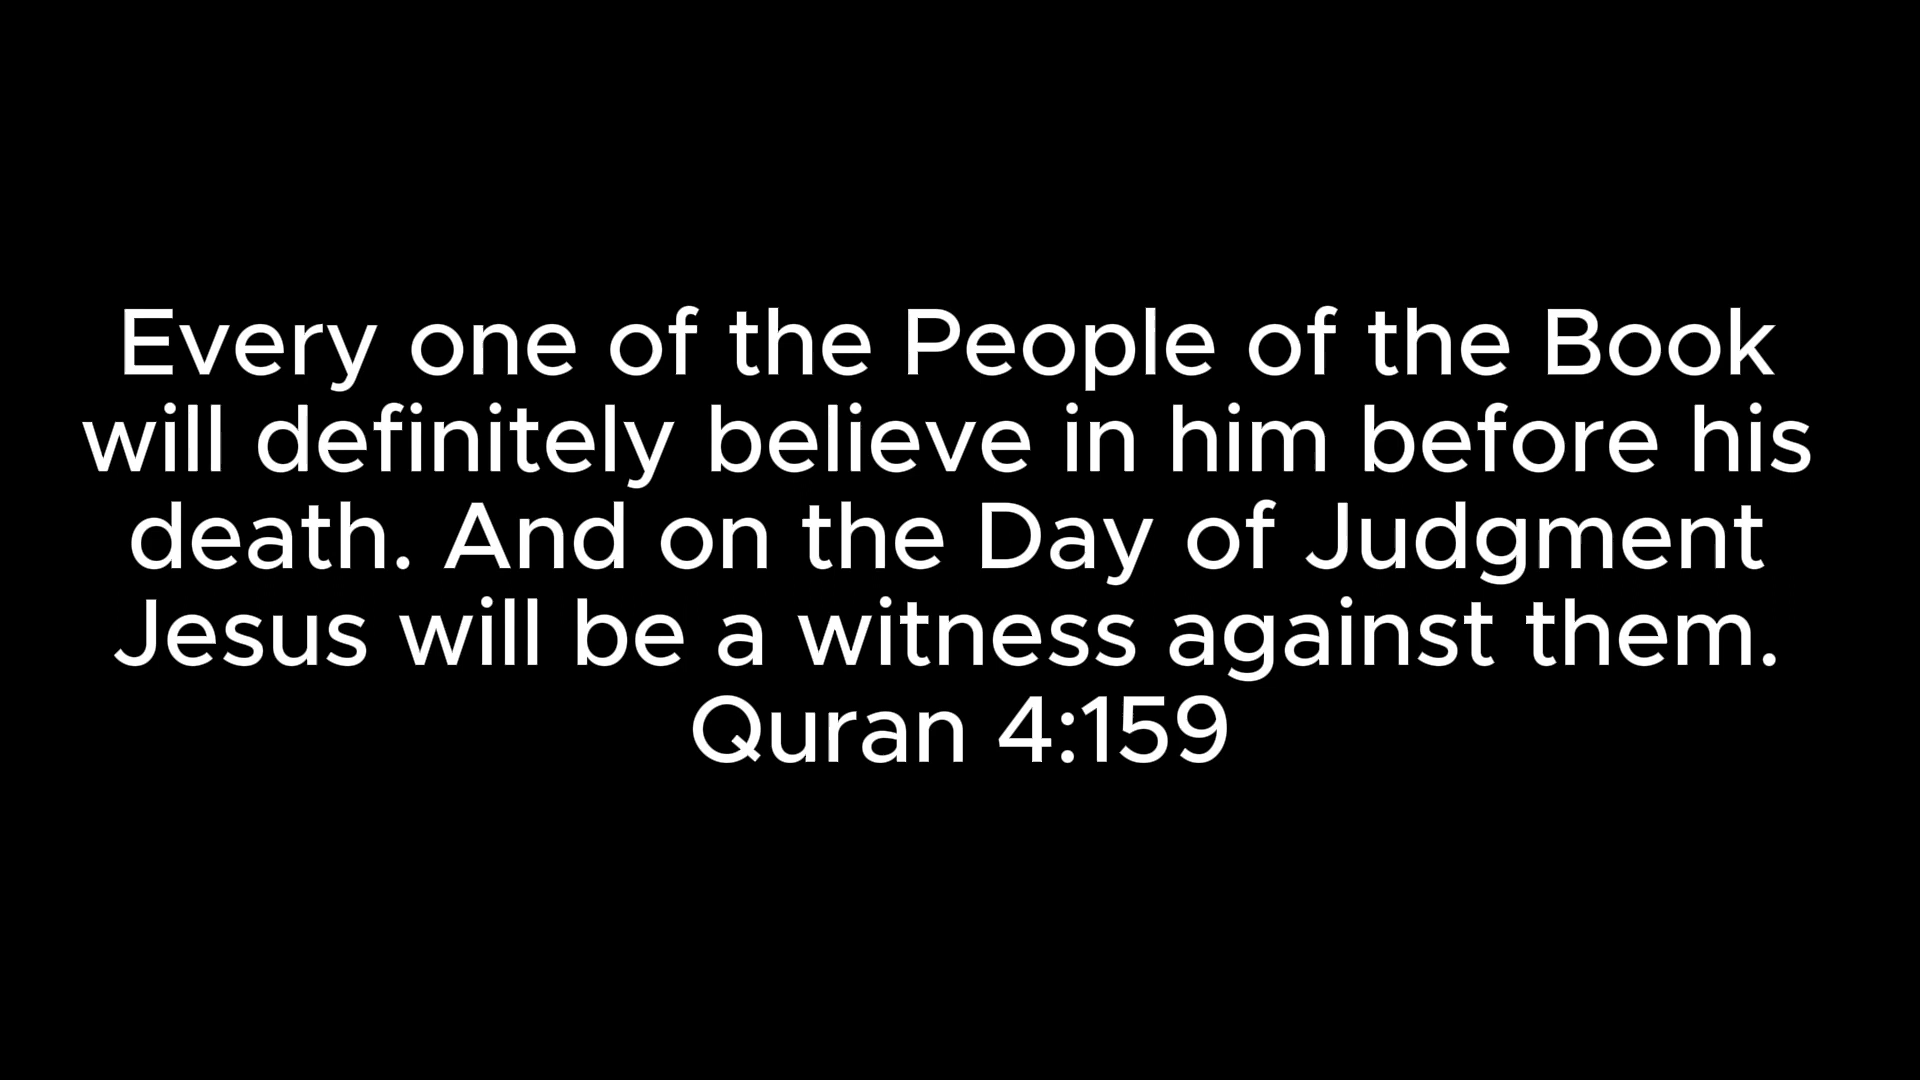 Every one of the People of the Book
will definitely believe in him before his
death. And on the Day of Judgment
Jesus will be a witness against them.
Quran 4:159